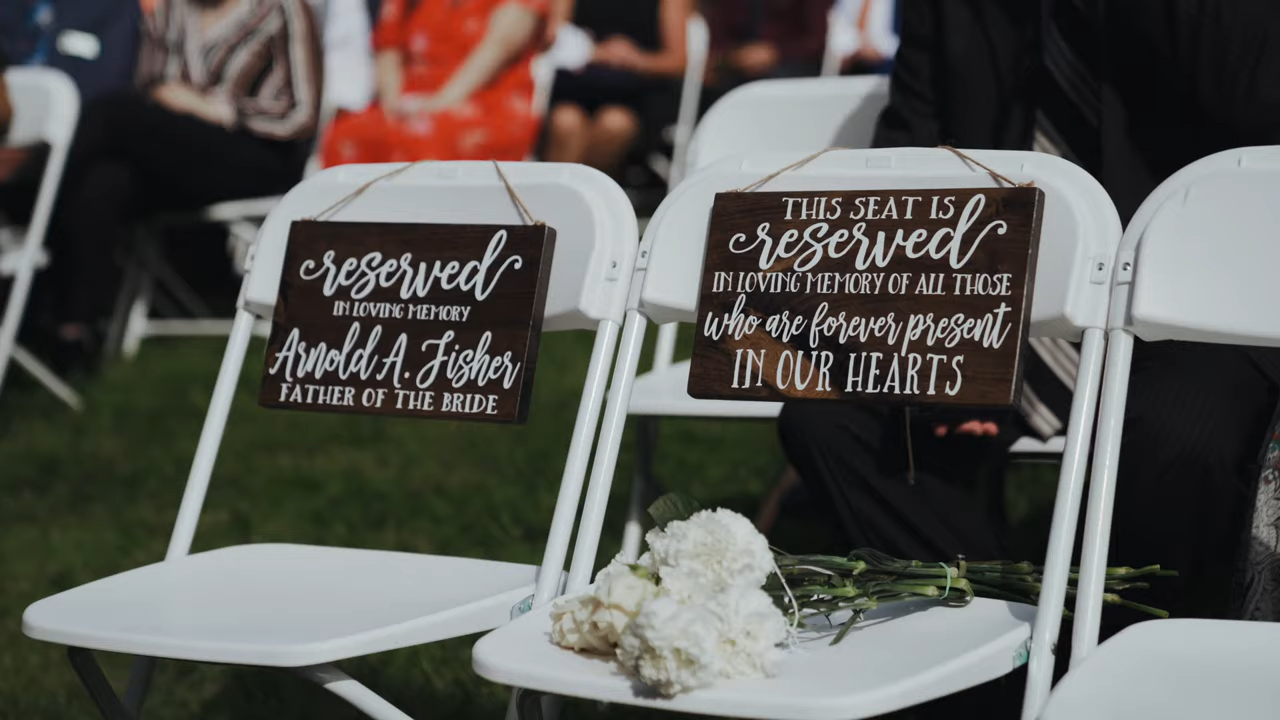 reserved
IN LOVING MEMORY
Arnold A. Fisher
FATHER OF THE BRIDE
THIS SEAT IS
reserved
IN LOVING MEMORY OF ALL THOSE
who are forever present
IN OUR HEARTS